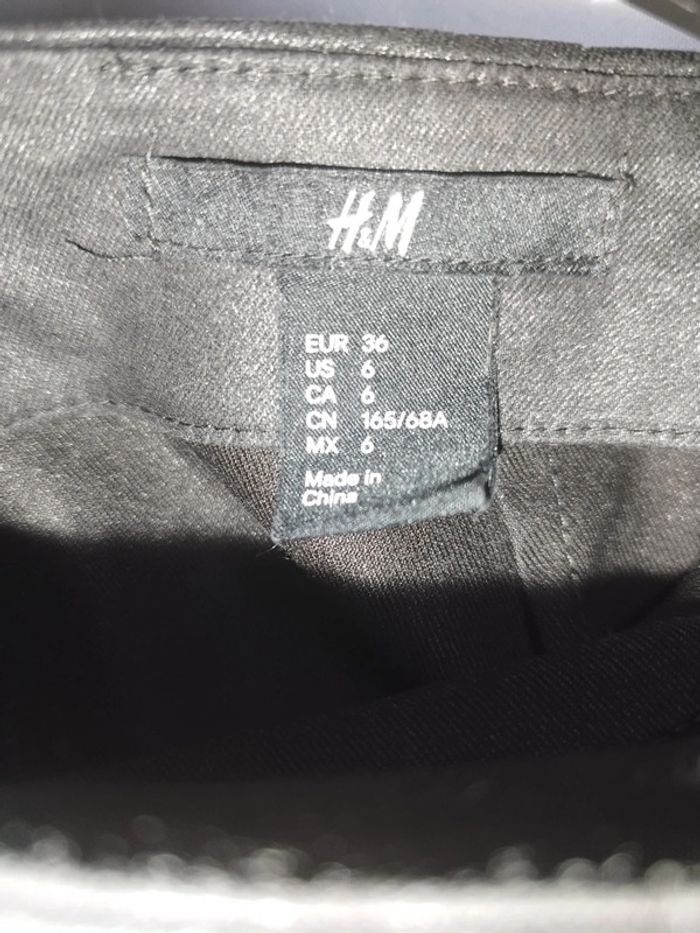 H&M
EUR 36
US 6
CA 6
CN 165/68A
MX 6
Made in
China